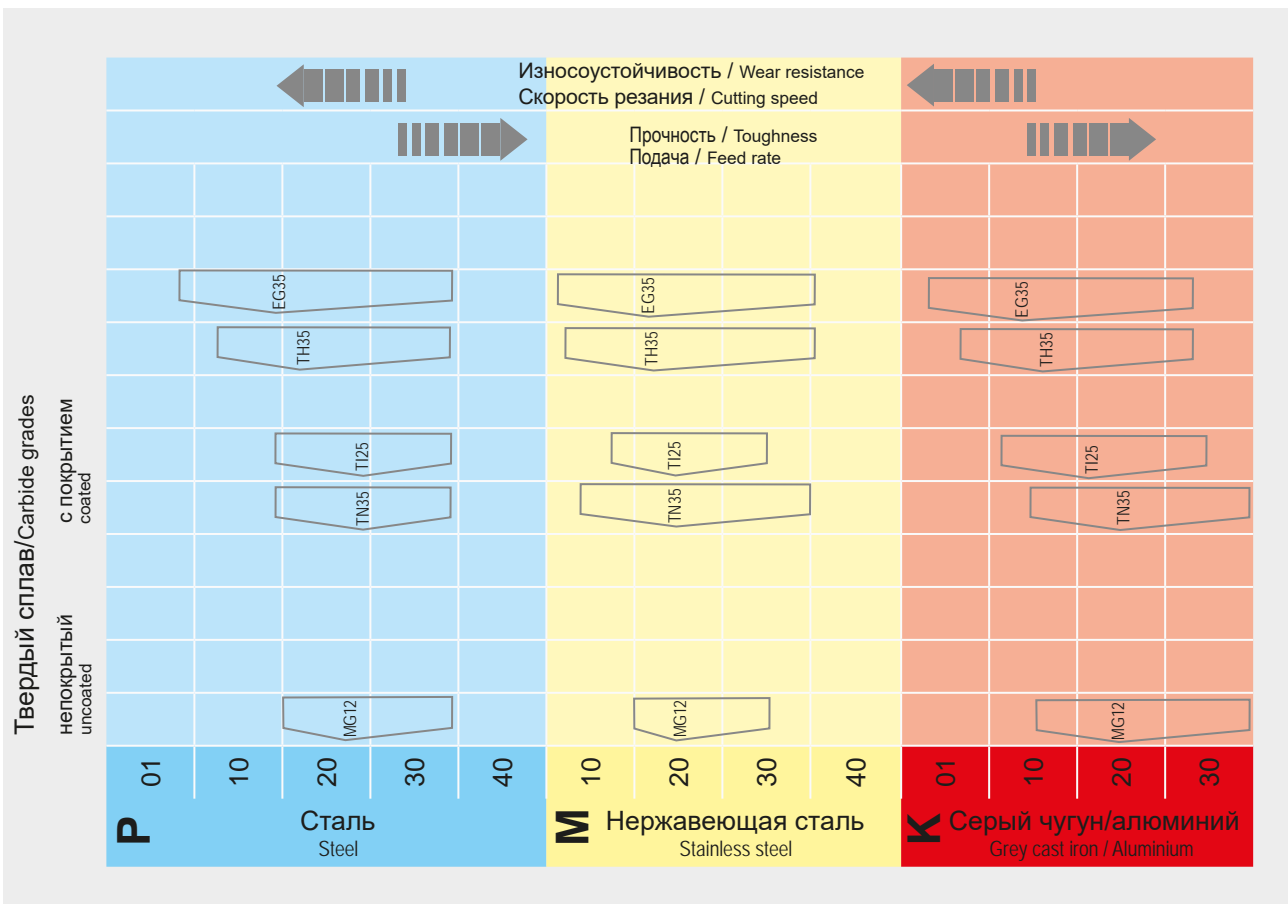 Износоустойчивость / Wear resistance
Скорость резания / Cutting speed
Прочность / Toughness
Подача / Feed rate
Твердый сплав/Carbide grades
с покрытием
coated
непокрытый
uncoated
EG35
EG35
EG35
TH35
TH35
TH35
TI25
TI25
TI25
TN35
TN35
TN35
MG12
MG12
MG12
01 10 20 30 40 10 20 30 40 01 10 20 30
P
Сталь
Steel
M
Нержавеющая сталь
Stainless steel
K
Серый чугун/алюминий
Grey cast iron / Aluminium